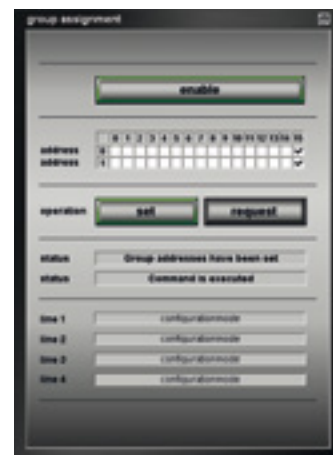 group assignment
enable
0 1 2 3 4 5 6 7 8 9 10 11 12 13 14 15
address 0
address 1
operation set request
status Group addresses have been set
status Command is executed
line 1 configurationmode
line 2 configurationmode
line 3 configurationmode
line 4 configurationmode